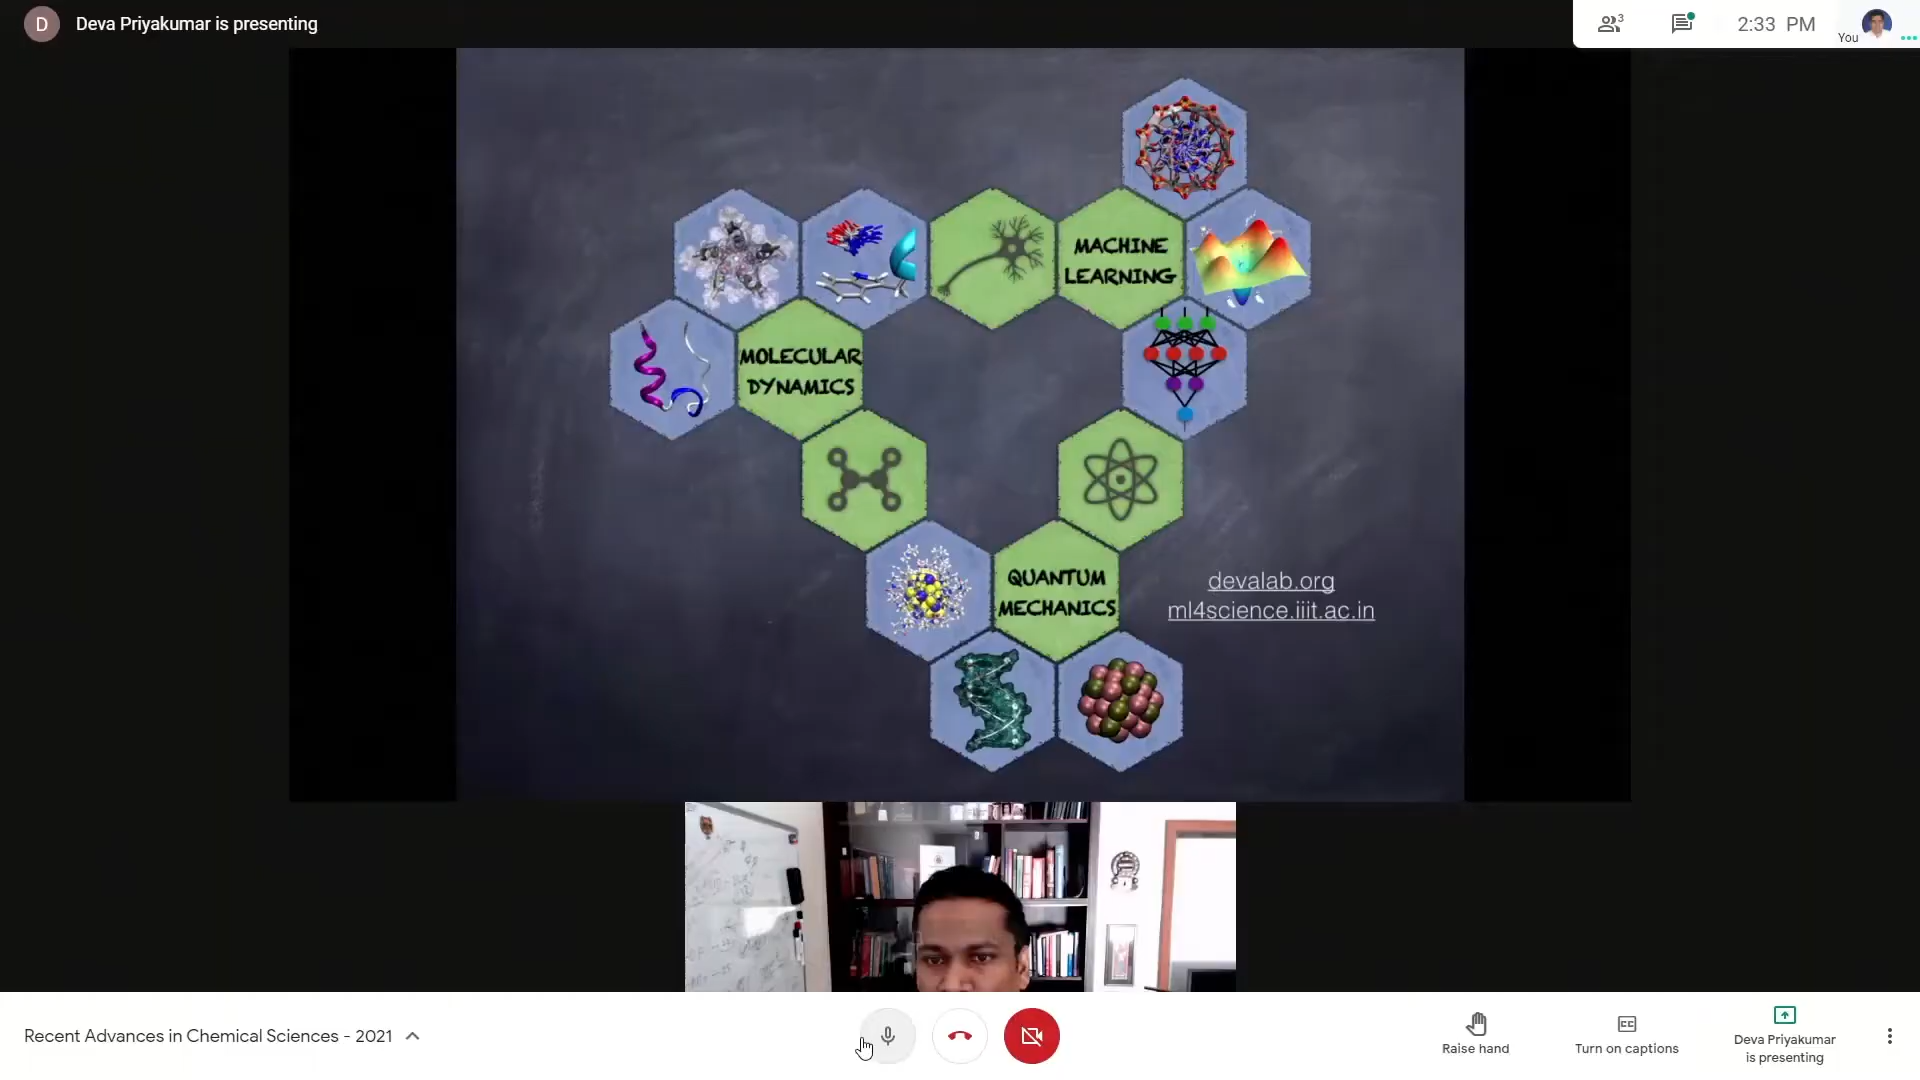 D
Deva Priyakumar is presenting
3
2:33 PM
You
MACHINE
LEARNING
MOLECULAR
DYNAMICS
QUANTUM
MECHANICS
devalab.org
ml4science.iiit.ac.in
Recent Advances in Chemical Sciences - 2021
Raise hand
CC
Turn on captions
Deva Priyakumar
is presenting